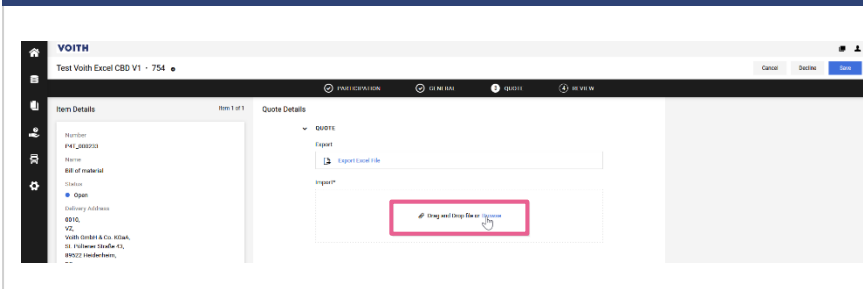 VOITH
Test Voith Excel CBD V1 · 754
Cancel Decline Save
PARTICIPATION GENERAL 3 QUOTE 4 REVIEW
Item Details Item 1 of 1 Quote Details
QUOTE
Number
Export
PAT_000233
Export Excel File
Name
Bill of material
Import*
Status
Open
Drag and Drop file or Browse
Delivery Address
0010,
VZ,
Voith GmbH & Co. KGaA,
St. Pöltener Straße 43,
89522 Heidenheim,